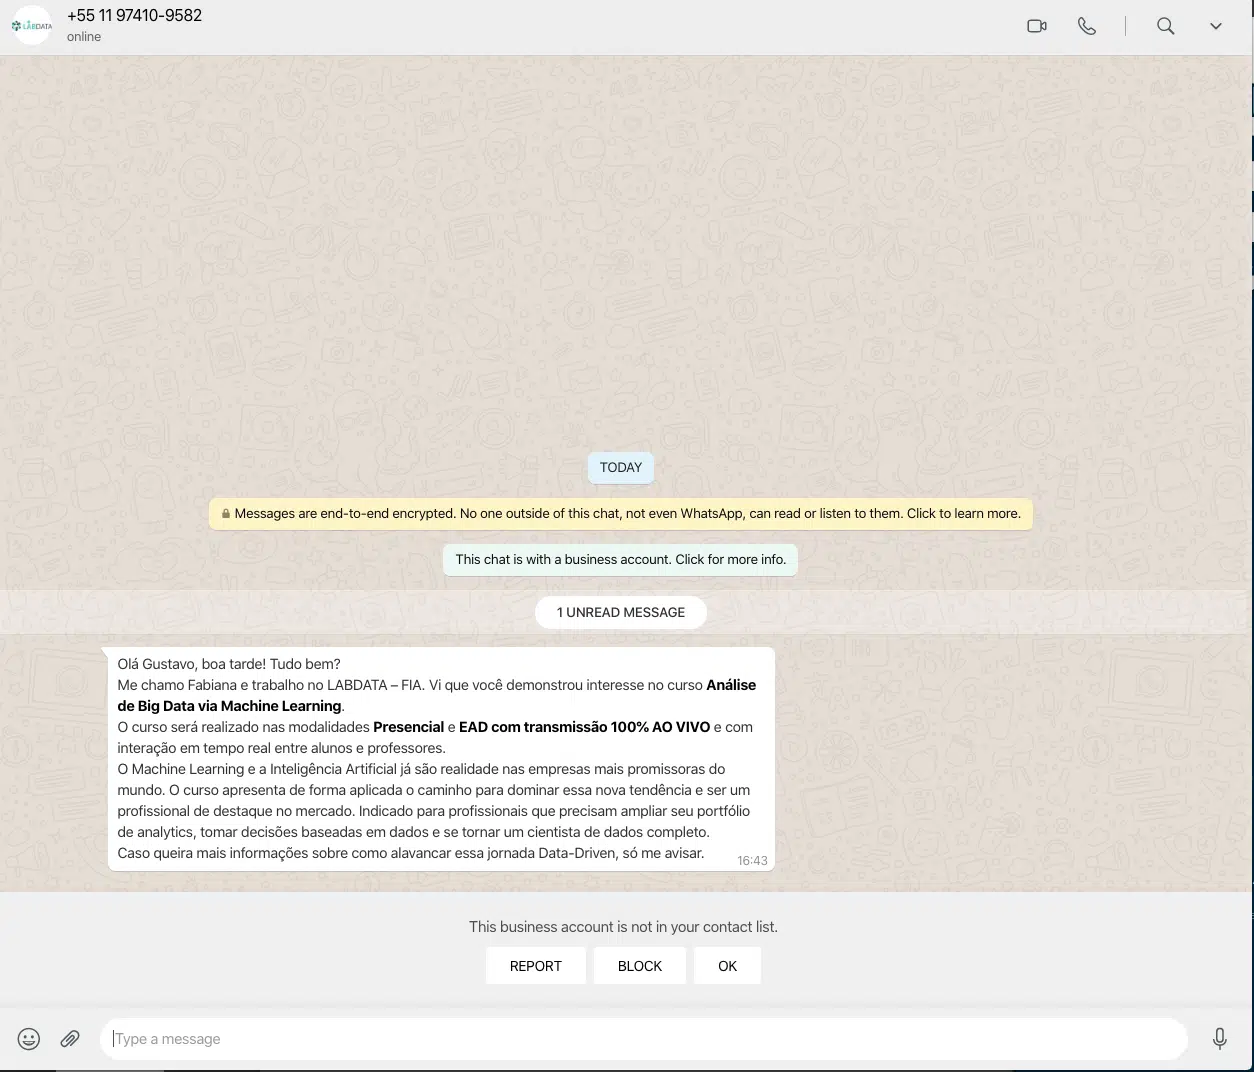 LABDATA
+55 11 97410-9582
online
TODAY
Messages are end-to-end encrypted. No one outside of this chat, not even WhatsApp, can read or listen to them. Click to learn more.
This chat is with a business account. Click for more info.
1 UNREAD MESSAGE
Olá Gustavo, boa tarde! Tudo bem?
Me chamo Fabiana e trabalho no LABDATA – FIA. Vi que você demonstrou interesse no curso Análise
de Big Data via Machine Learning.
O curso será realizado nas modalidades Presencial e EAD com transmissão 100% AO VIVO e com
interação em tempo real entre alunos e professores.
O Machine Learning e a Inteligência Artificial já são realidade nas empresas mais promissoras do
mundo. O curso apresenta de forma aplicada o caminho para dominar essa nova tendência e ser um
profissional de destaque no mercado. Indicado para profissionais que precisam ampliar seu portfólio
de analytics, tomar decisões baseadas em dados e se tornar um cientista de dados completo.
Caso queira mais informações sobre como alavancar essa jornada Data-Driven, só me avisar.
16:43
This business account is not in your contact list.
REPORT BLOCK OK
Type a message